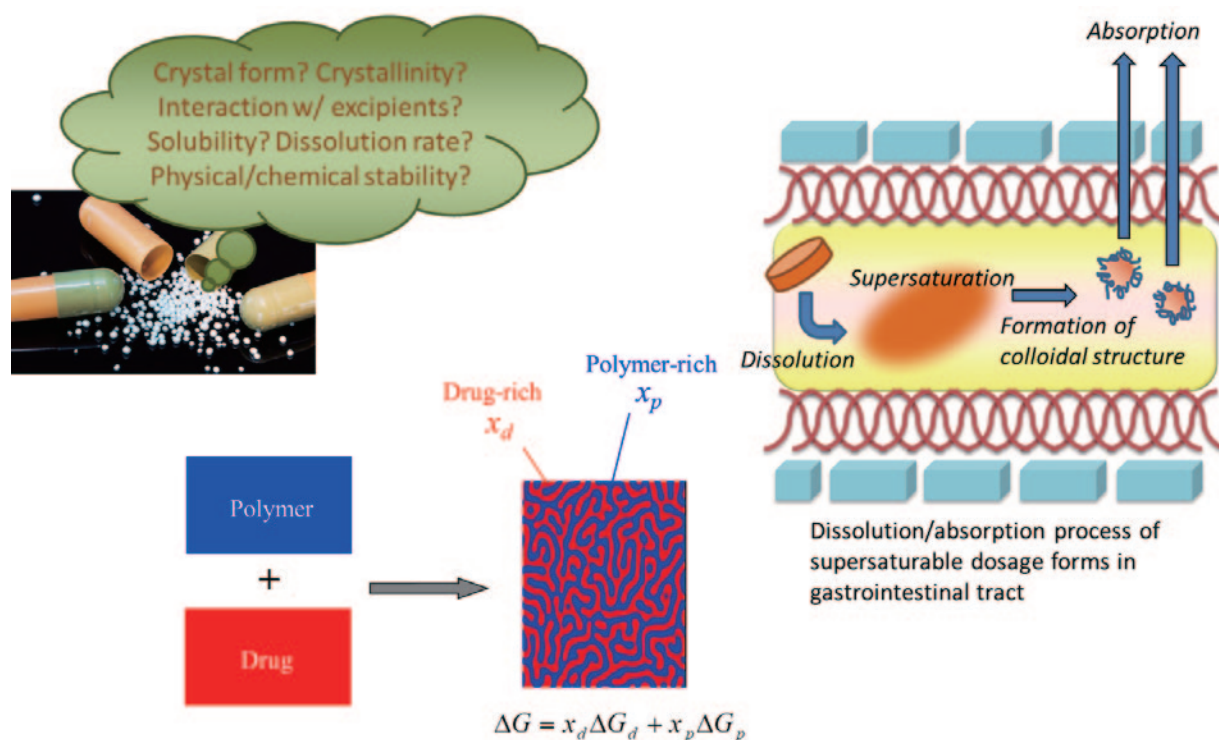 Crystal form? Crystallinity?
Interaction w/ excipients?
Solubility? Dissolution rate?
Physical/chemical stability?
Absorption
Supersaturation
Dissolution
Formation of
colloidal structure
Dissolution/absorption process of
supersaturable dosage forms in
gastrointestinal tract
Polymer-rich
x_p
Drug-rich
x_d
Polymer
+
Drug
ΔG = x_dΔG_d + x_pΔG_p